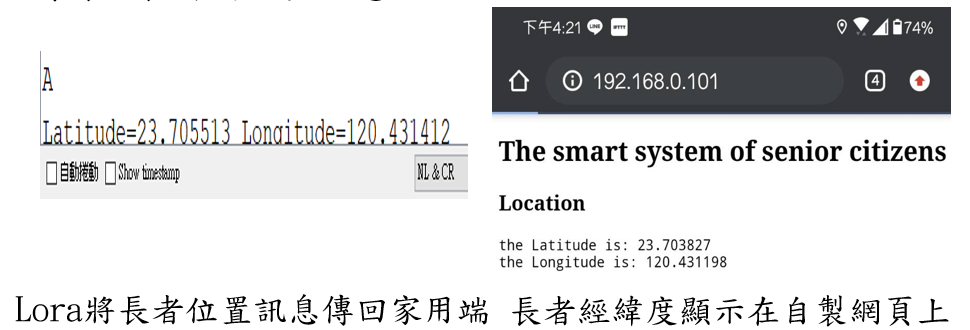 A
Latitude=23.705513 Longitude=120.431412
自動捲動 Show timestamp
NL & CR
下午4:21 LINE IFTTT 74%
192.168.0.101 4
The smart system of senior citizens
Location
the Latitude is: 23.703827
the Longitude is: 120.431198
Lora將長者位置訊息傳回家用端
長者經緯度顯示在自製網頁上